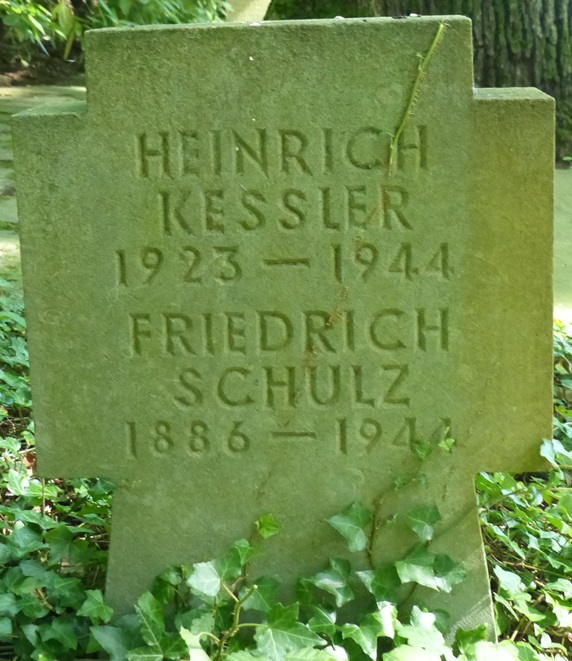 HEINRICH
KESSLER
1923 – 1944
FRIEDRICH
SCHULZ
1886 – 1944